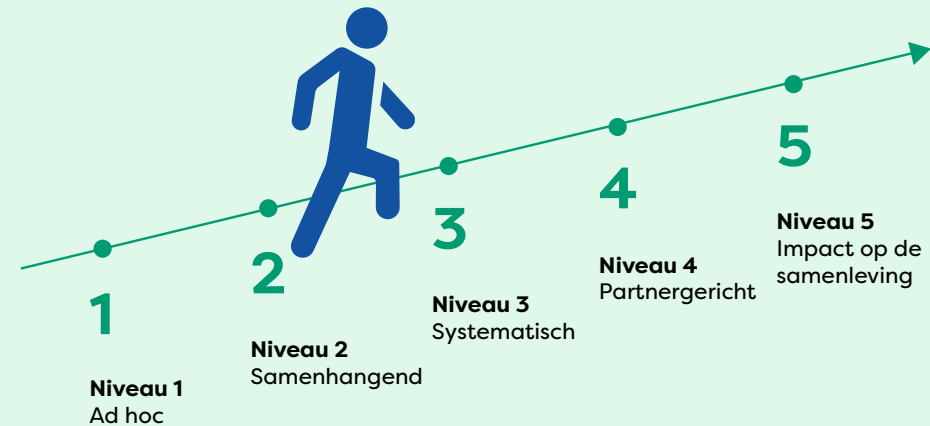 1
Niveau 1
Ad hoc
2
Niveau 2
Samenhangend
3
Niveau 3
Systematisch
4
Niveau 4
Partnergericht
5
Niveau 5
Impact op de
samenleving